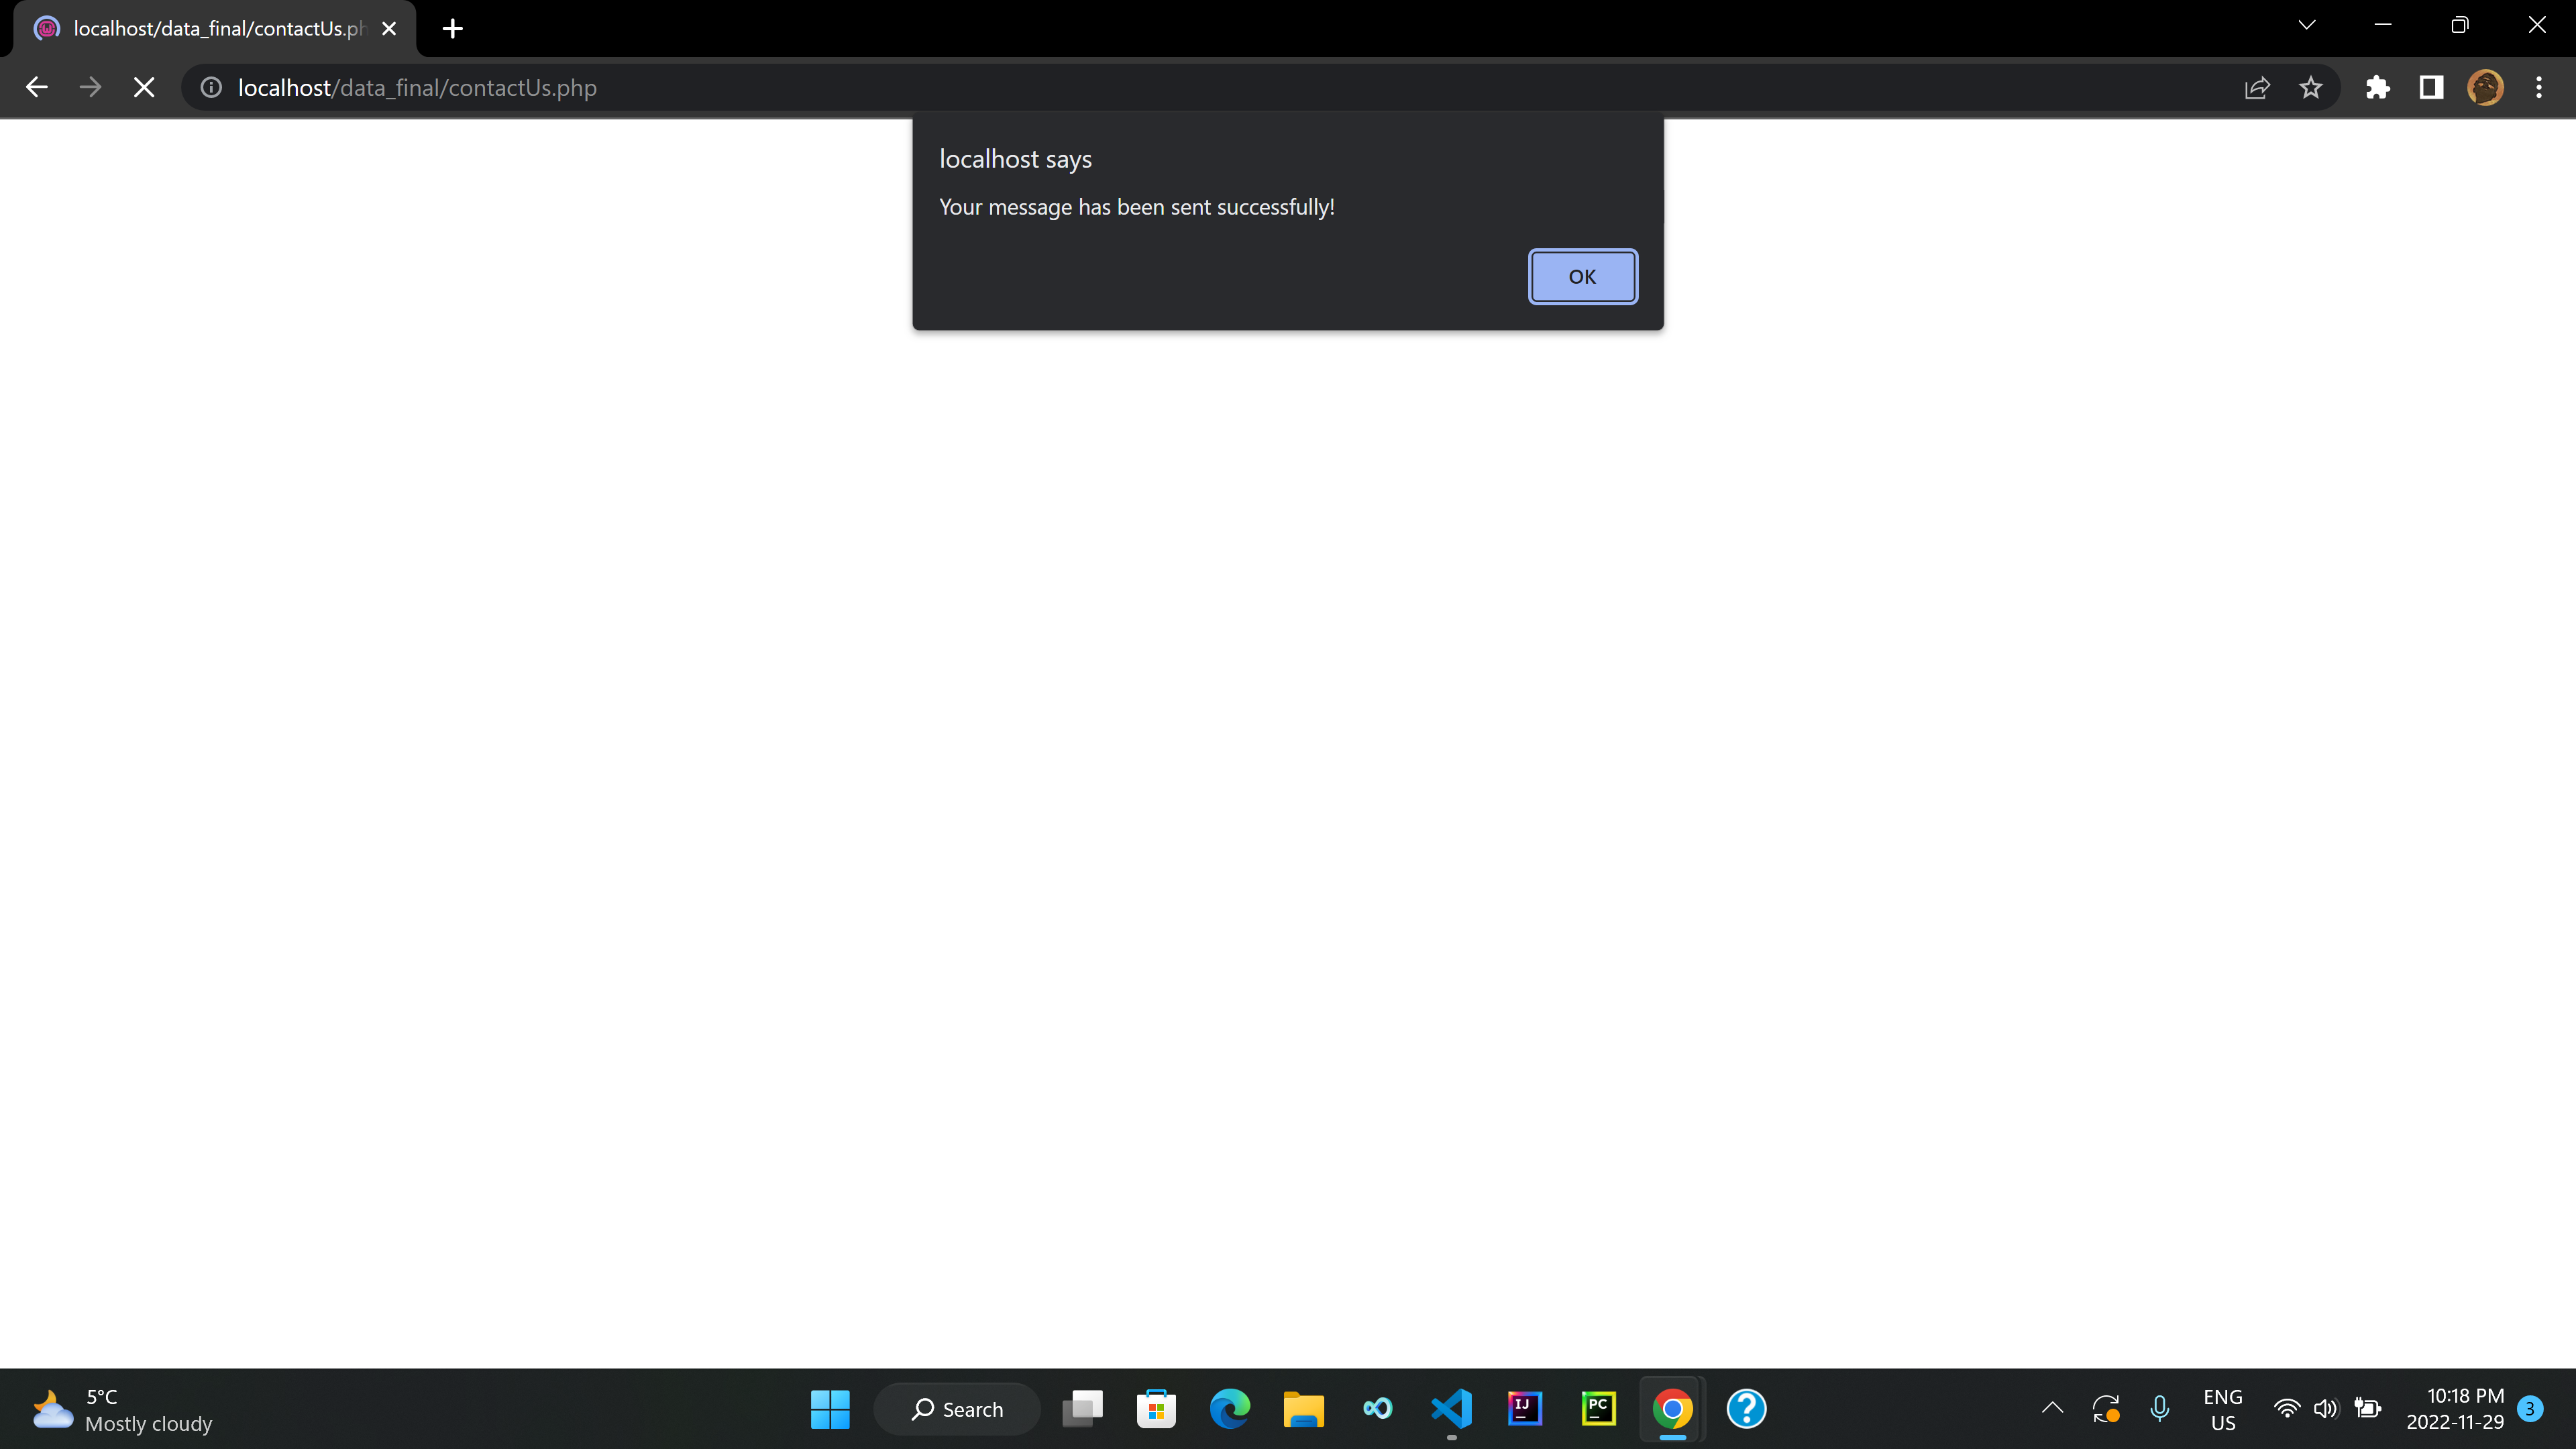 localhost/data_final/contactUs.ph
localhost/data_final/contactUs.php
localhost says
Your message has been sent successfully!
OK
5°C
Mostly cloudy
Search
IJ
PC
ENG
US
10:18 PM
2022-11-29
3